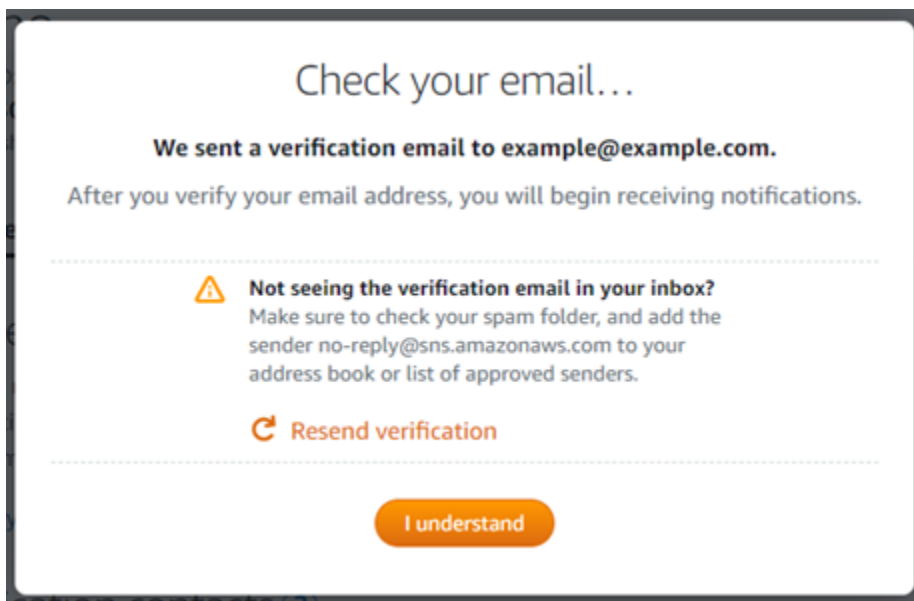 Check your email...
We sent a verification email to example@example.com.
After you verify your email address, you will begin receiving notifications.
Not seeing the verification email in your inbox?
Make sure to check your spam folder, and add the
sender no-reply@sns.amazonaws.com to your
address book or list of approved senders.
Resend verification
I understand